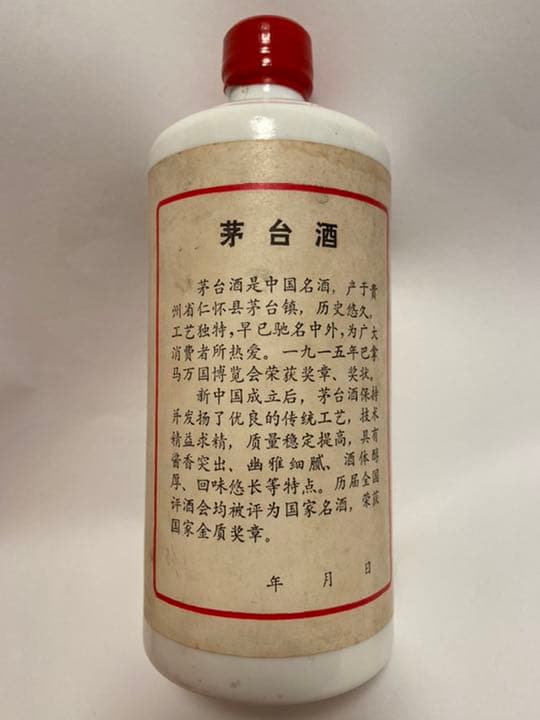 茅台酒
茅台酒是中国名酒，产于贵
州省仁怀县茅台镇，历史悠久，
工艺独特，早已驰名中外，为广大
消费者所热爱。一九一五年巴拿
马万国博览会荣获奖章、奖状。
新中国成立后，茅台酒保持
并发扬了优良的传统工艺，技术
精益求精，质量稳定提高，具有
酱香突出、幽雅细腻、酒体醇
厚、回味悠长等特点。历届全国
评酒会均被评为国家名酒，荣获
国家金质奖章。
年 月 日